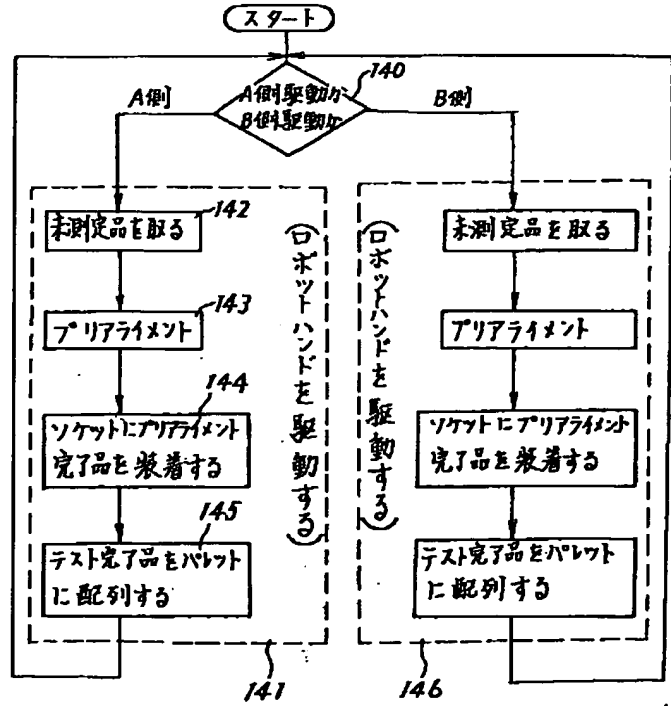 スタート
140
A側駆動か
B側駆動か
A側
B側
未測定品を取る
142
プリアライメント
143
144
ソケットにプリアライメント
完了品を装着する
145
テスト完了品をパレット
に配列する
(ロボットハンドを駆動する)
141
未測定品を取る
プリアライメント
ソケットにプリアライメント
完了品を装着する
テスト完了品をパレット
に配列する
(ロボットハンドを駆動する)
146